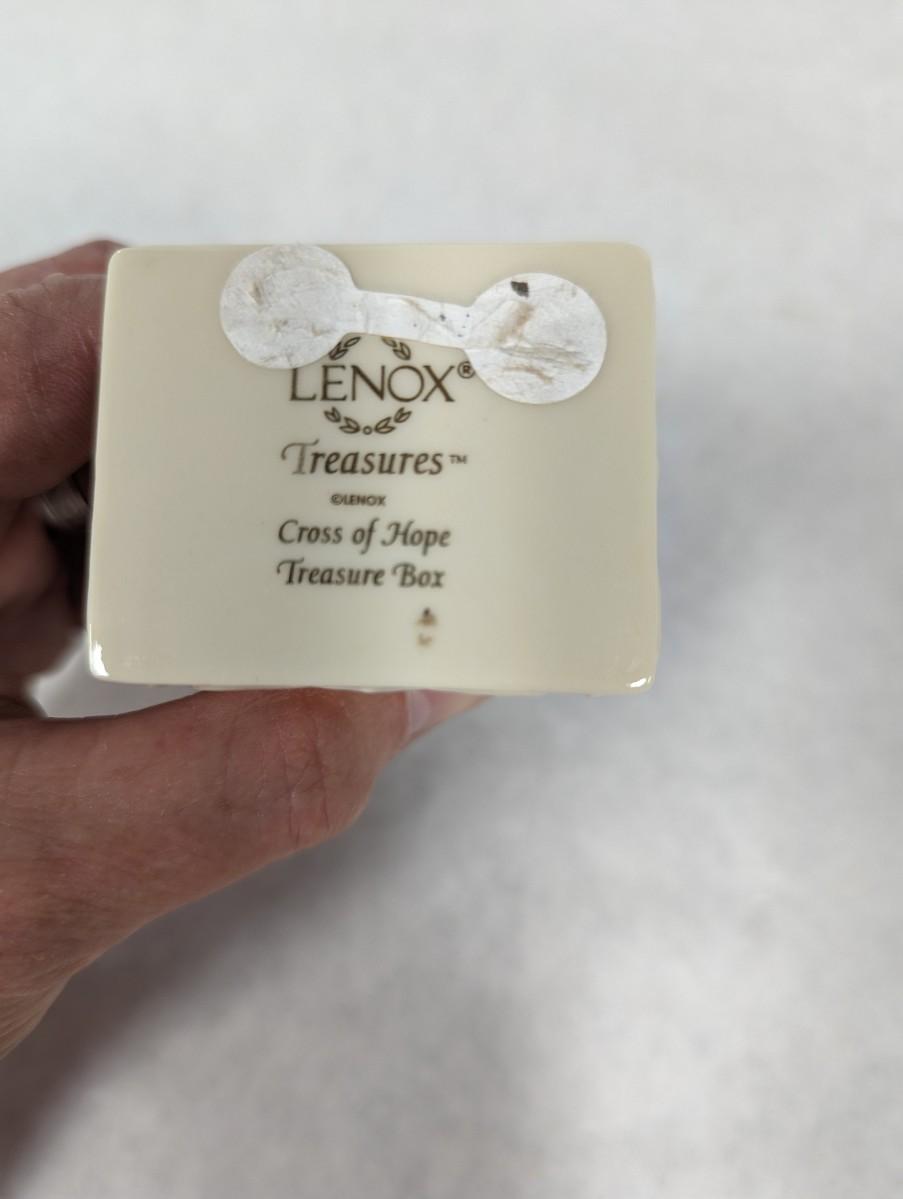 LENOX®
Treasures™
©LENOX
Cross of Hope
Treasure Box